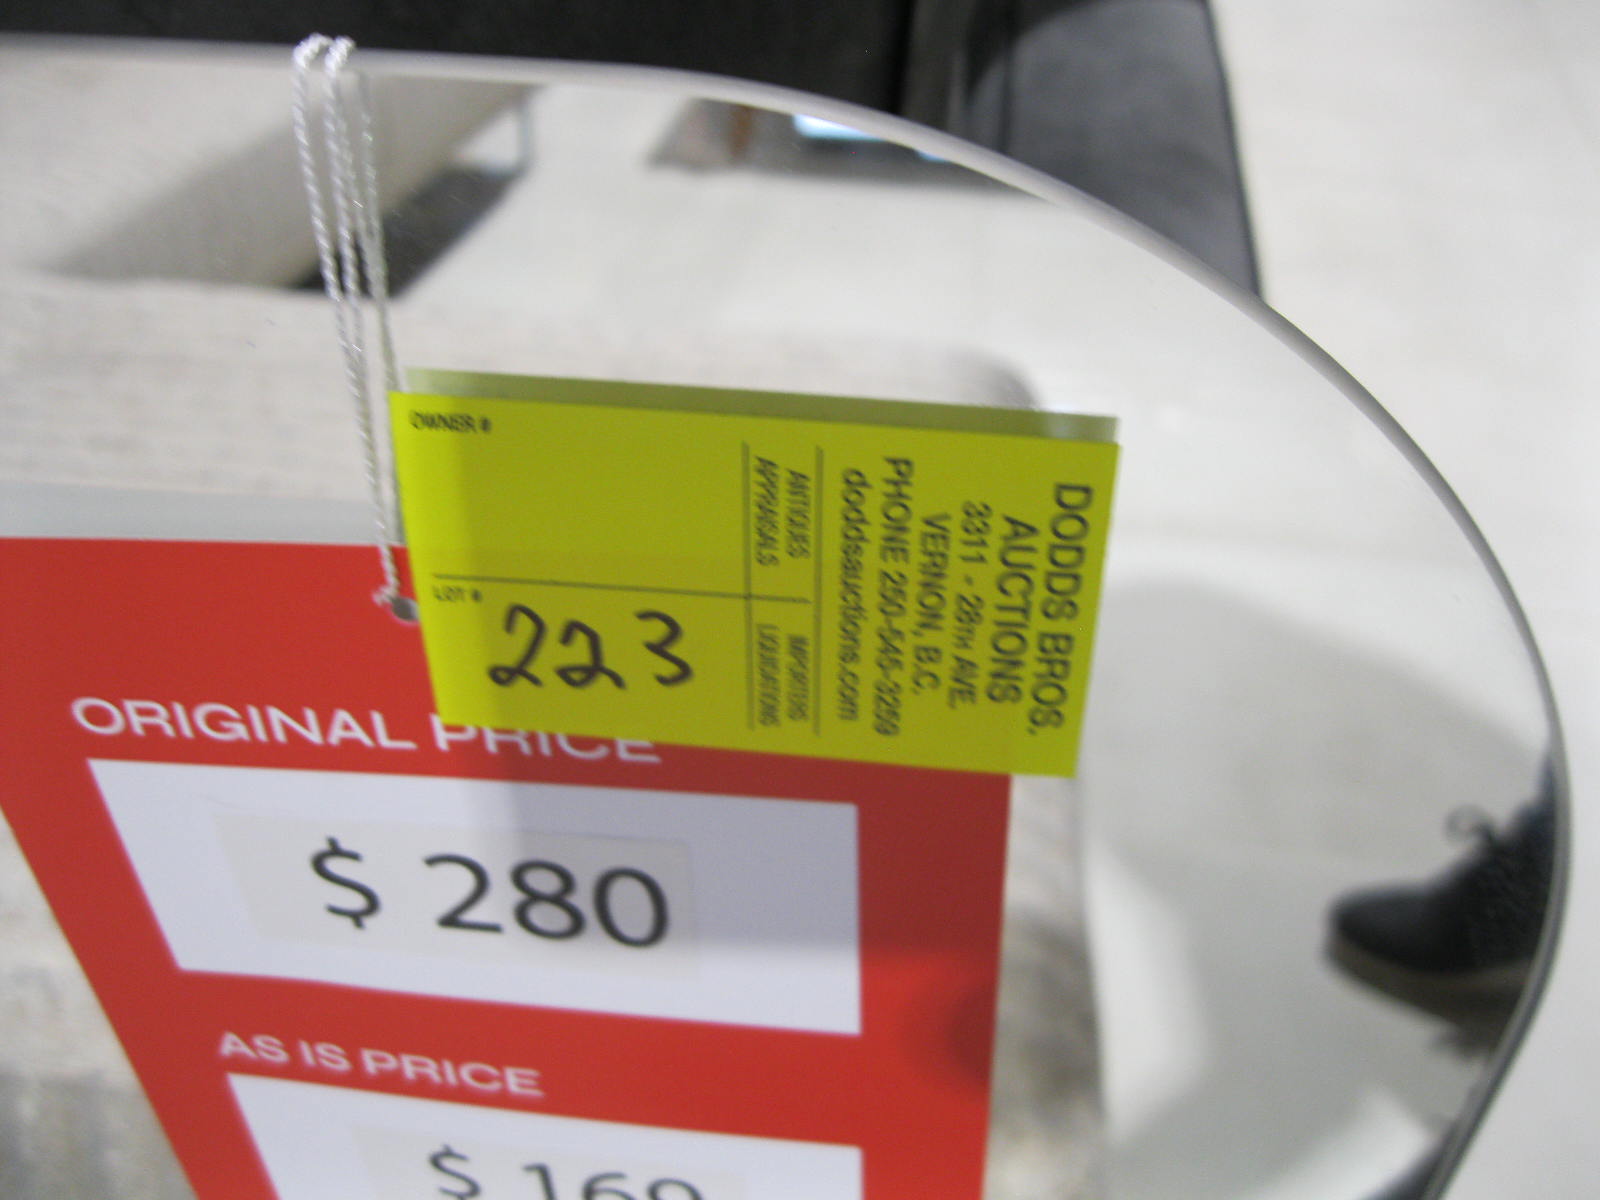 OWNER #
LOT #
223
ANTIQUES
APPRAISALS
IMPORTERS
LIQUIDATIONS
DODDS BROS.
AUCTIONS
3311 - 28TH AVE.
VERNON, B.C.
PHONE 250-545-3259
doddsauctions.com
ORIGINAL PRICE
$ 280
AS IS PRICE
$ 169